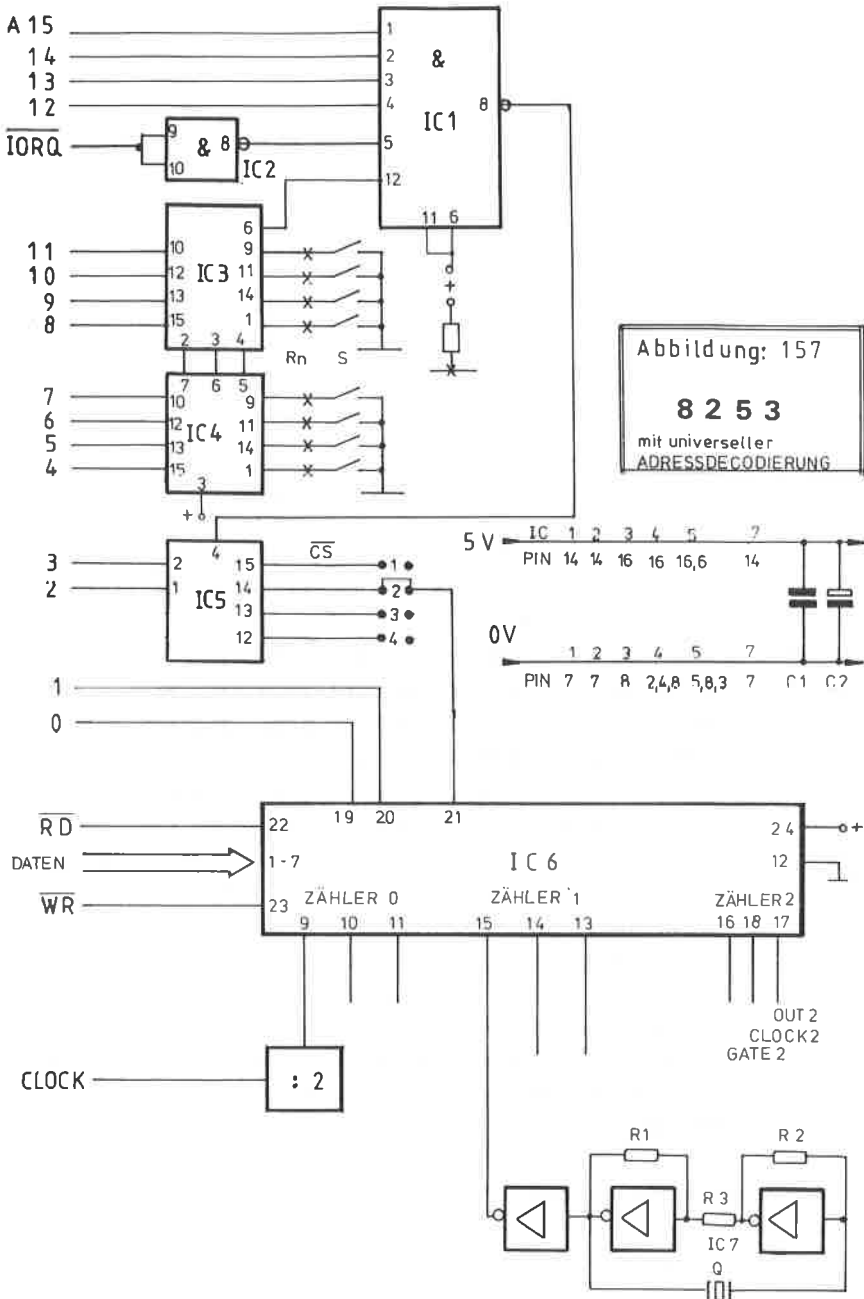 A 15
14
13
12
IORQ
1
2
3
4
5
12
&
IC1
8
11 6
+
9
10
& 8
IC2
11
10
9
8
10
12
13
15
IC3
6
9
11
14
1
2 3 4
Rn S
7
6
5
4
7 6 5
10
12
13
15
IC4
9
11
14
1
3
+
3
2
4
2
1
IC5
15
14
13
12
CS
1
2
3
4
Abbildung: 157
8253
mit universeller
ADRESSDECODIERUNG
5 V IC 1 2 3 4 5 7
PIN 14 14 16 16 16,6 14
0V 1 2 3 4 5 7
PIN 7 7 8 2,4,8 5,8,3 7 C1 C2
1
0
19 20 21
RD 22
24 +
DATEN 1-7
IC 6
12
WR 23
ZÄHLER 0 ZÄHLER 1 ZÄHLER 2
9 10 11 15 14 13 16 18 17
OUT 2
CLOCK 2
GATE 2
CLOCK : 2
R1 R 2
R 3
IC 7
Q